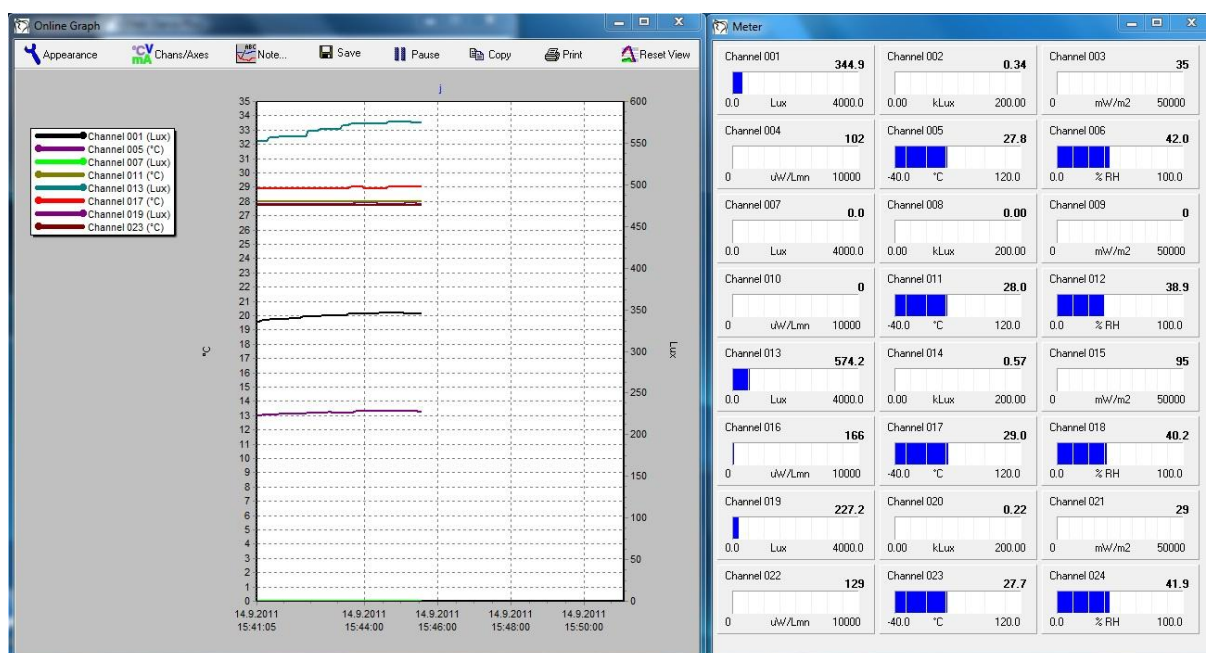 Online Graph
Appearance °CV mA Chans/Axes ABC Note... Save Pause Copy Print Reset View
j
Channel 001 (Lux)
Channel 005 (°C)
Channel 007 (Lux)
Channel 011 (°C)
Channel 013 (Lux)
Channel 017 (°C)
Channel 019 (Lux)
Channel 023 (°C)
35
34
33
32
31
30
29
28
27
26
25
24
23
22
21
20
19
18
17
16
15
14
13
12
11
10
9
8
7
6
5
4
3
2
1
0
°C
600
550
500
450
400
350
300
250
200
150
100
50
0
Lux
14.9.2011 14.9.2011 14.9.2011 14.9.2011 14.9.2011
15:41:05 15:44:00 15:46:00 15:48:00 15:50:00
Meter
Channel 001 344.9
0.0 Lux 4000.0
Channel 002 0.34
0.00 kLux 200.00
Channel 003 35
0 mW/m2 50000
Channel 004 102
0 uW/Lmn 10000
Channel 005 27.8
-40.0 °C 120.0
Channel 006 42.0
0.0 % RH 100.0
Channel 007 0.0
0.0 Lux 4000.0
Channel 008 0.00
0.00 kLux 200.00
Channel 009 0
0 mW/m2 50000
Channel 010 0
0 uW/Lmn 10000
Channel 011 28.0
-40.0 °C 120.0
Channel 012 38.9
0.0 % RH 100.0
Channel 013 574.2
0.0 Lux 4000.0
Channel 014 0.57
0.00 kLux 200.00
Channel 015 95
0 mW/m2 50000
Channel 016 166
0 uW/Lmn 10000
Channel 017 29.0
-40.0 °C 120.0
Channel 018 40.2
0.0 % RH 100.0
Channel 019 227.2
0.0 Lux 4000.0
Channel 020 0.22
0.00 kLux 200.00
Channel 021 29
0 mW/m2 50000
Channel 022 129
0 uW/Lmn 10000
Channel 023 27.7
-40.0 °C 120.0
Channel 024 41.9
0.0 % RH 100.0